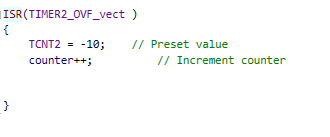 ISR(TIMER2_OVF_vect )
{
TCNT2 = -10; // Preset value
counter++; // Increment counter
}